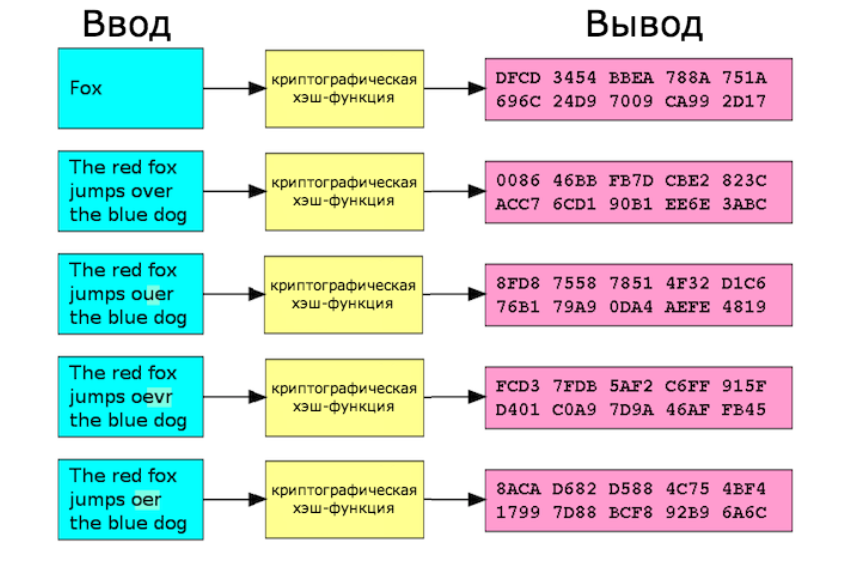 Ввод
Вывод
Fox
криптографическая
хэш-функция
DFCD 3454 BBEA 788A 751A
696C 24D9 7009 CA99 2D17
The red fox
jumps over
the blue dog
криптографическая
хэш-функция
0086 46BB FB7D CBE2 823C
ACC7 6CD1 90B1 EE6E 3ABC
The red fox
jumps ouer
the blue dog
криптографическая
хэш-функция
8FD8 7558 7851 4F32 D1C6
76B1 79A9 0DA4 AEFE 4819
The red fox
jumps oevr
the blue dog
криптографическая
хэш-функция
FCD3 7FDB 5AF2 C6FF 915F
D401 C0A9 7D9A 46AF FB45
The red fox
jumps oer
the blue dog
криптографическая
хэш-функция
8ACA D682 D588 4C75 4BF4
1799 7D88 BCF8 92B9 6A6C